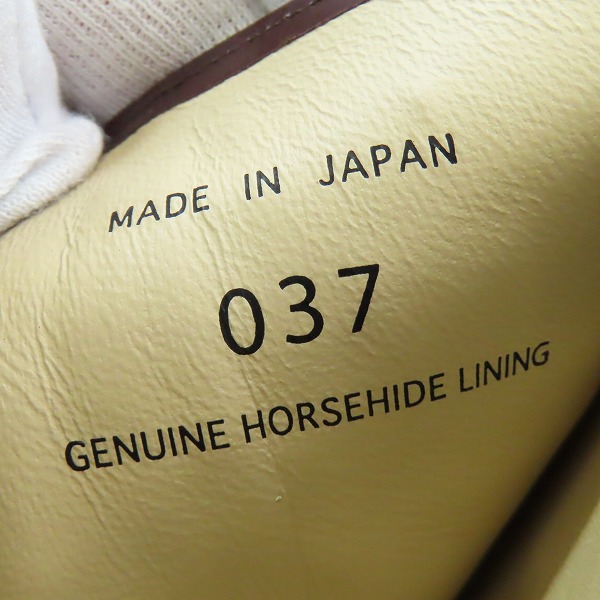 MADE IN JAPAN
037
GENUINE HORSEHIDE LINING